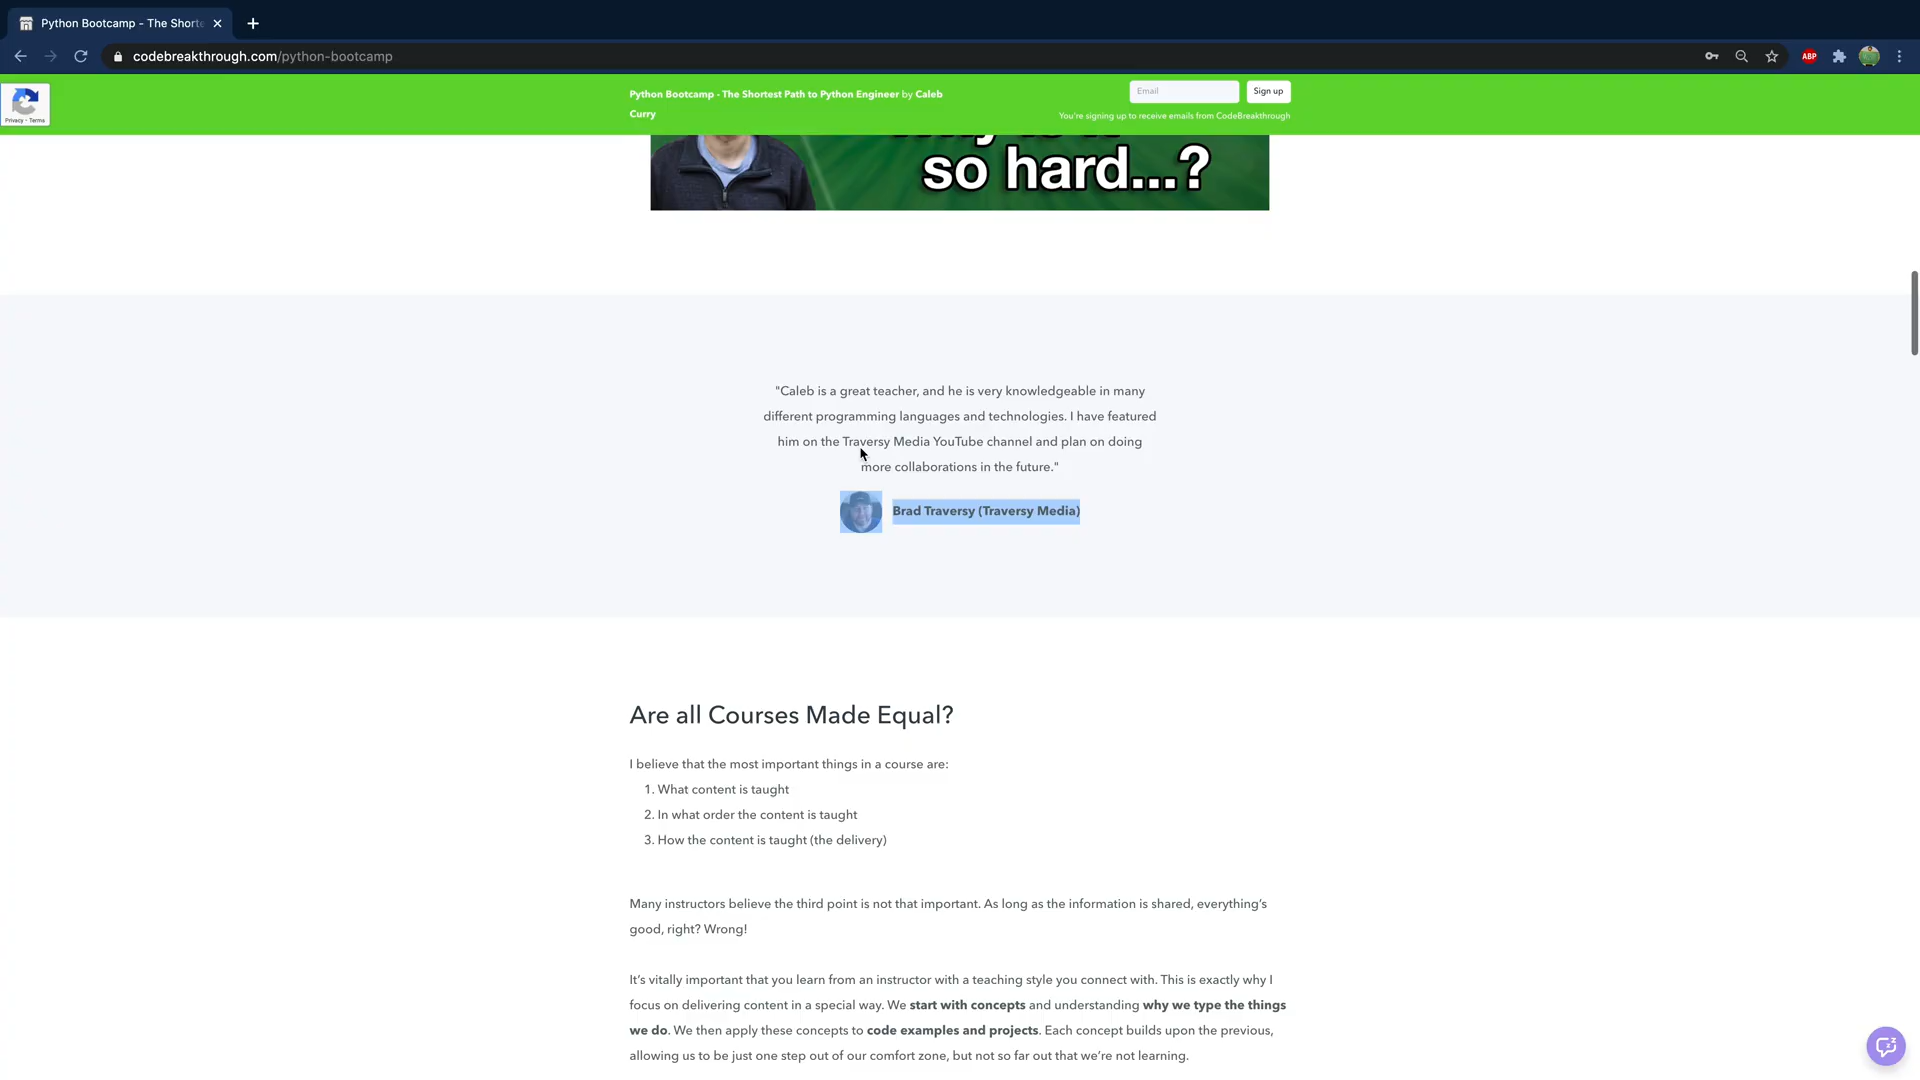 Python Bootcamp - The Shorte
codebreakthrough.com/python-bootcamp
ABP
Privacy - Terms
Python Bootcamp - The Shortest Path to Python Engineer by Caleb
Curry
Email
Sign up
You're signing up to receive emails from CodeBreakthrough
so hard...?
"Caleb is a great teacher, and he is very knowledgeable in many
different programming languages and technologies. I have featured
him on the Traversy Media YouTube channel and plan on doing
more collaborations in the future."
Brad Traversy (Traversy Media)
Are all Courses Made Equal?
I believe that the most important things in a course are:
1. What content is taught
2. In what order the content is taught
3. How the content is taught (the delivery)
Many instructors believe the third point is not that important. As long as the information is shared, everything's
good, right? Wrong!
It's vitally important that you learn from an instructor with a teaching style you connect with. This is exactly why I
focus on delivering content in a special way. We start with concepts and understanding why we type the things
we do. We then apply these concepts to code examples and projects. Each concept builds upon the previous,
allowing us to be just one step out of our comfort zone, but not so far out that we're not learning.